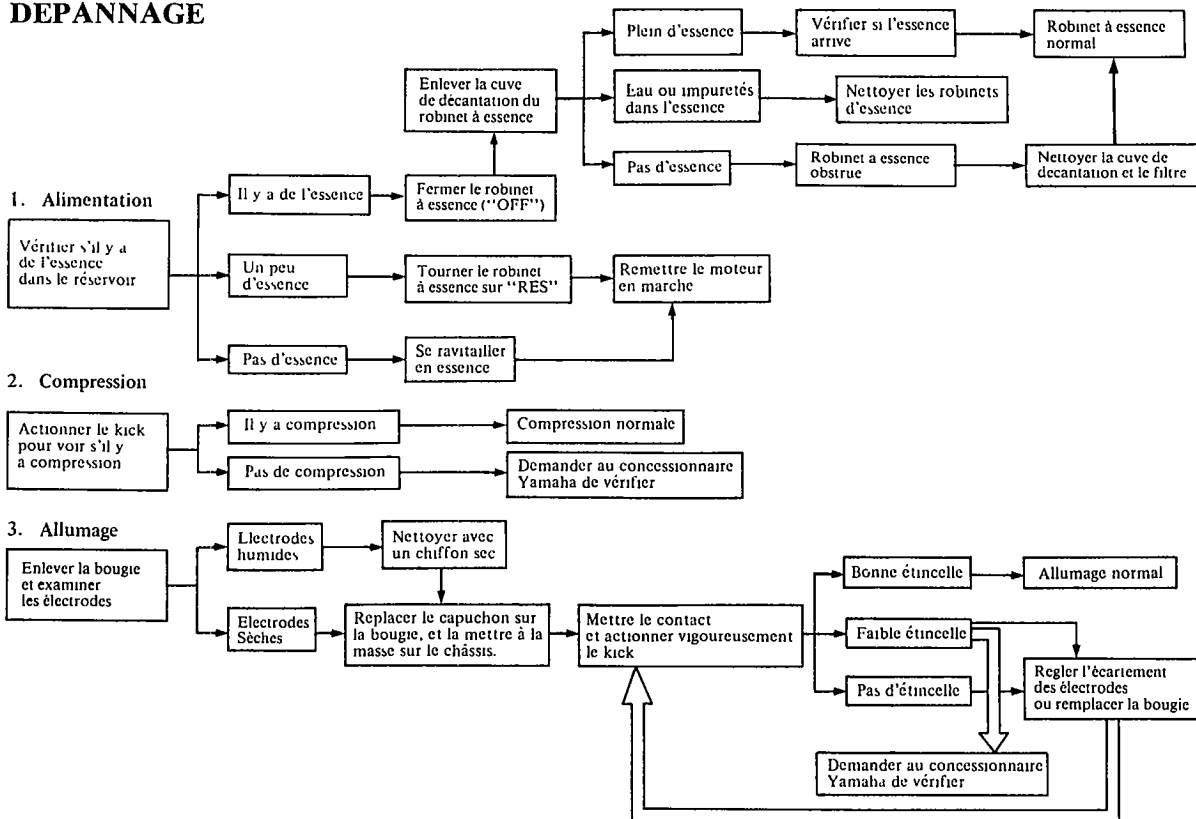 DEPANNAGE
1. Alimentation
Vérifier s'il y a
de l'essence
dans le réservoir
Il y a de l'essence
Fermer le robinet
à essence ("OFF")
Enlever la cuve
de décantation du
robinet à essence
Plein d'essence
Vérifier si l'essence
arrive
Robinet à essence
normal
Eau ou impuretés
dans l'essence
Nettoyer les robinets
d'essence
Pas d'essence
Robinet a essence
obstrue
Nettoyer la cuve de
decantation et le filtre
Un peu
d'essence
Tourner le robinet
à essence sur "RES"
Remettre le moteur
en marche
Pas d'essence
Se ravitailler
en essence
2. Compression
Actionner le kick
pour voir s'il y
a compression
Il y a compression
Compression normale
Pas de compression
Demander au concessionnaire
Yamaha de vérifier
3. Allumage
Enlever la bougie
et examiner
les électrodes
Electrodes
humides
Nettoyer avec
un chiffon sec
Electrodes
Sèches
Replacer le capuchon sur
la bougie, et la mettre à la
masse sur le châssis.
Mettre le contact
et actionner vigoureusement
le kick
Bonne étincelle
Allumage normal
Faible étincelle
Pas d'étincelle
Regler l'écartement
des électrodes
ou remplacer la bougie
Demander au concessionnaire
Yamaha de vérifier